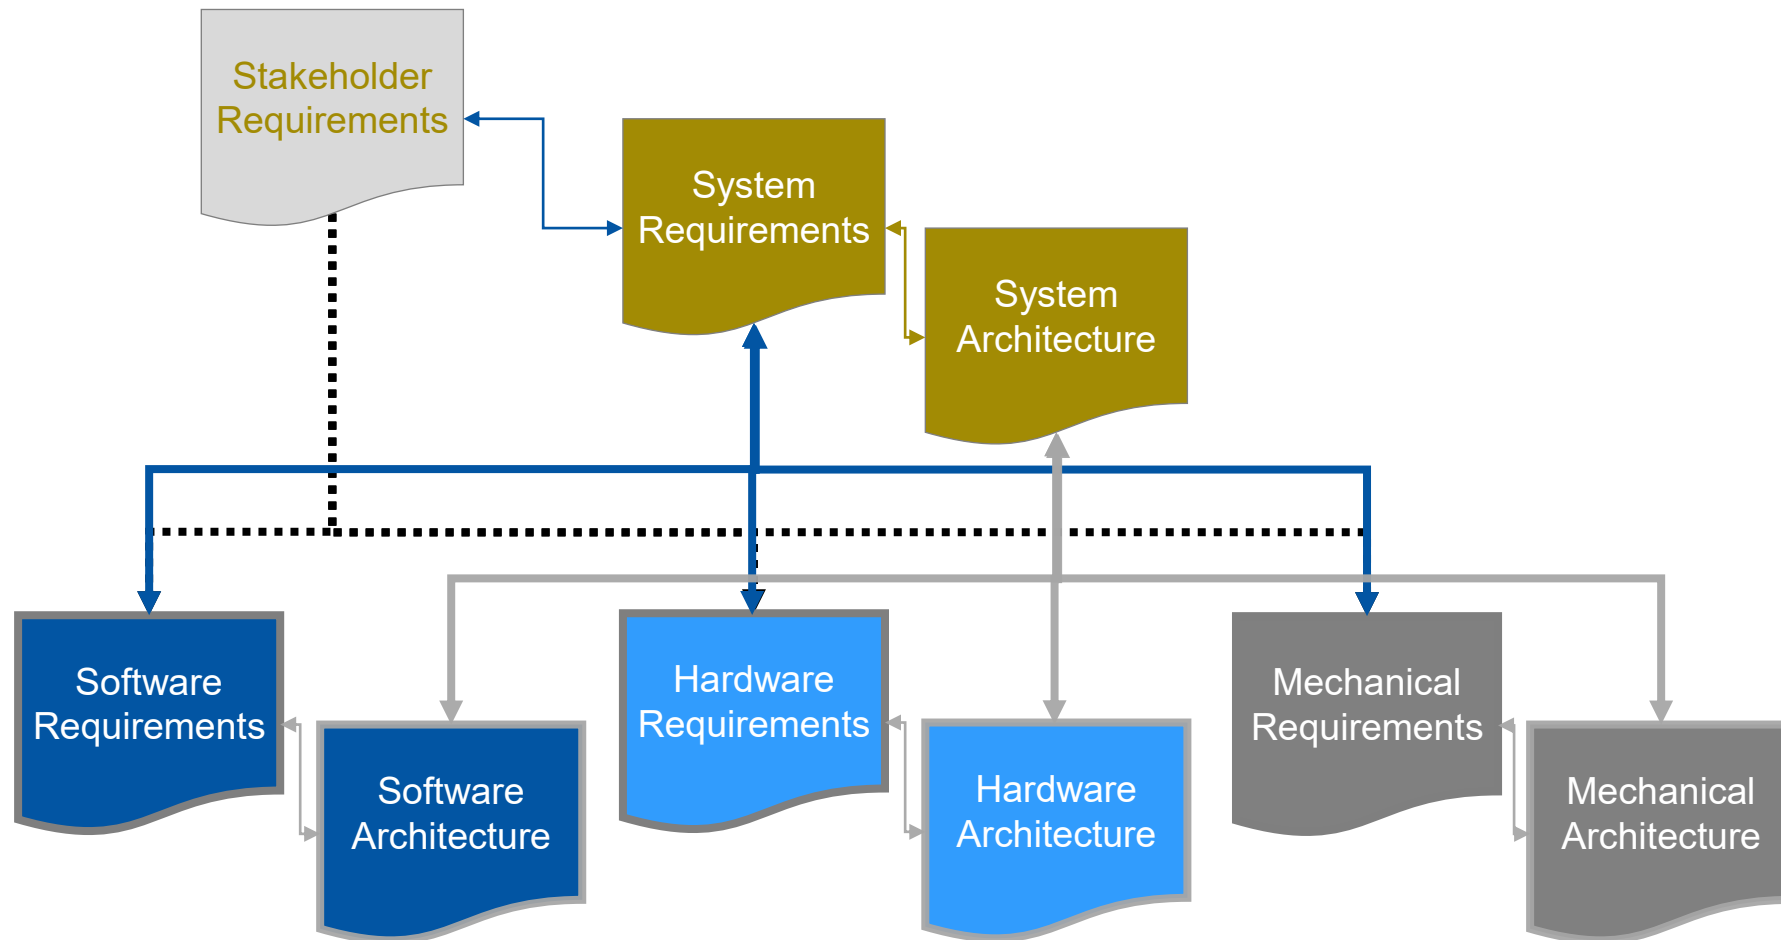 Stakeholder
Requirements
System
Requirements
System
Architecture
Software
Requirements
Software
Architecture
Hardware
Requirements
Hardware
Architecture
Mechanical
Requirements
Mechanical
Architecture